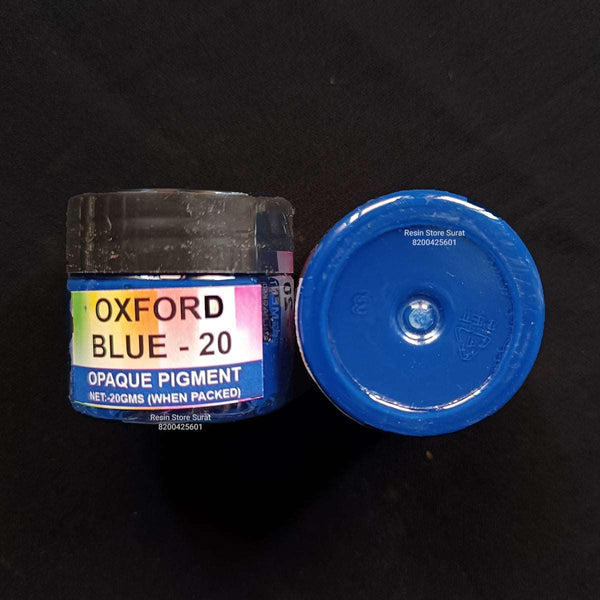 OXFORD
BLUE - 20
OPAQUE PIGMENT
NET:-20GMS (WHEN PACKED)
Resin Store Surat
8200425601
Resin Store Surat
8200425601